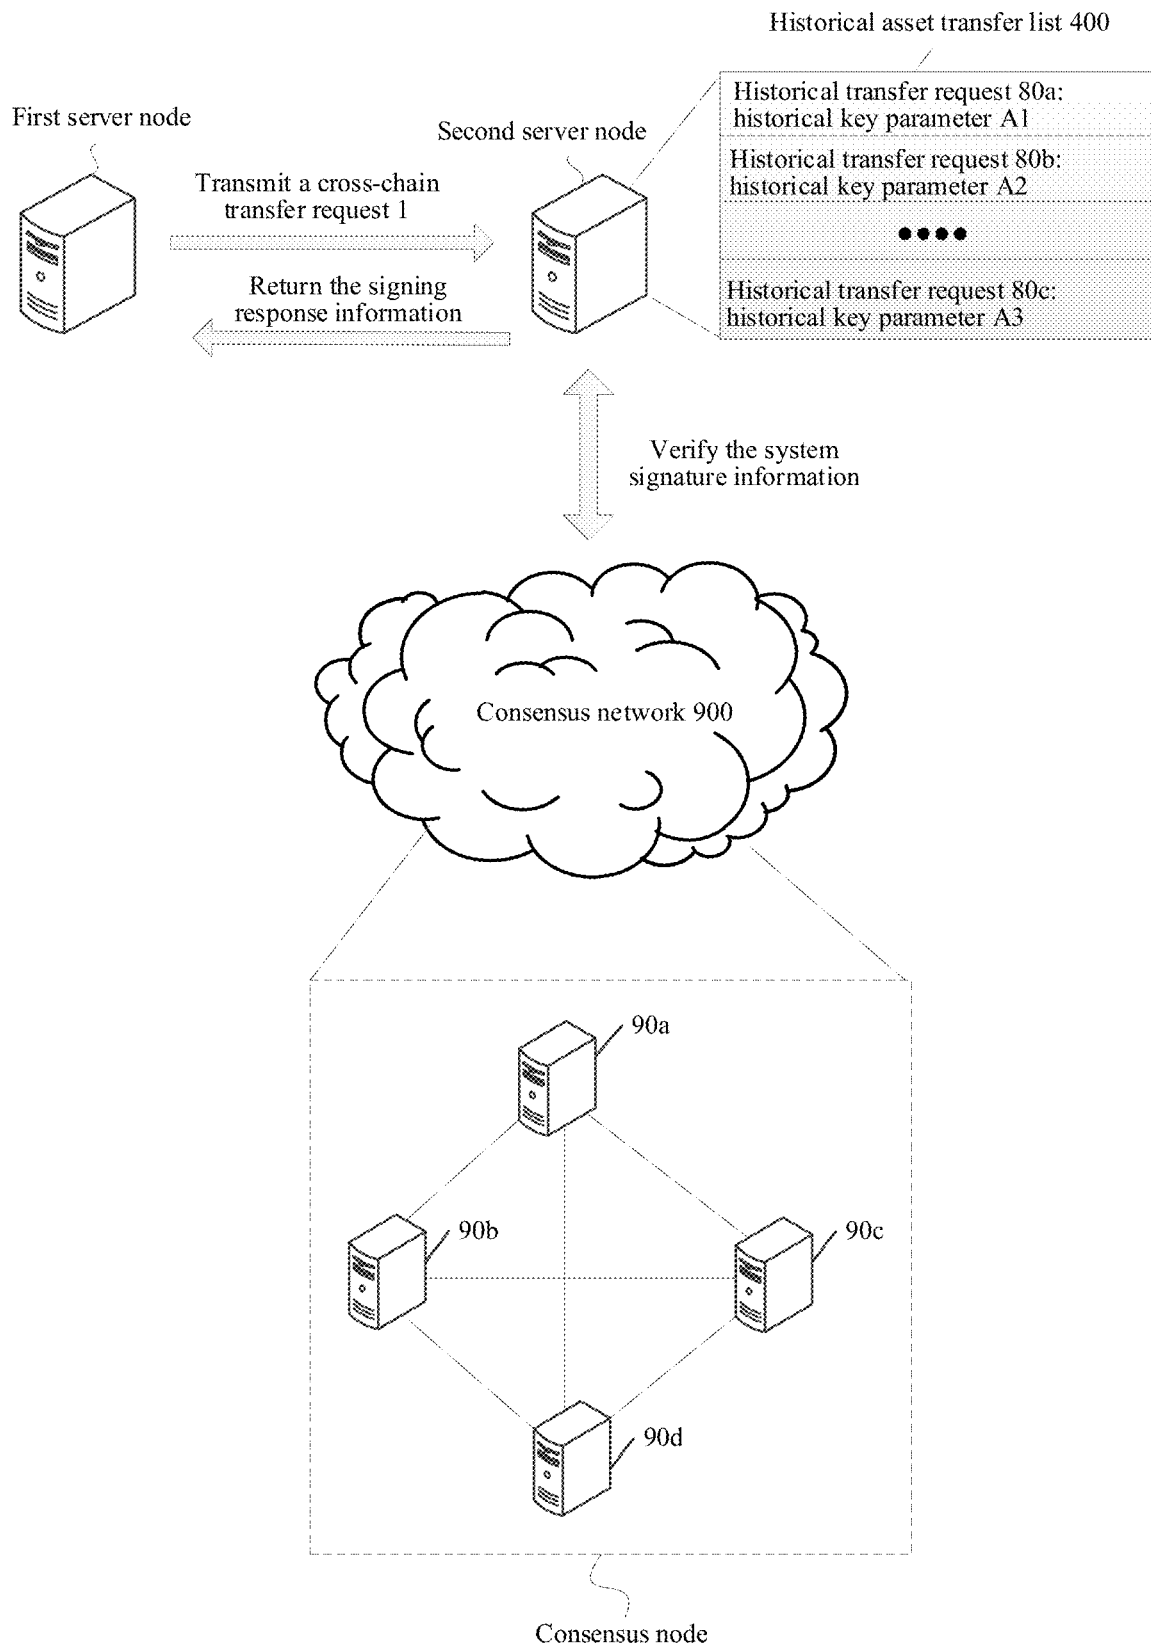 Historical asset transfer list 400
First server node
Second server node
Historical transfer request 80a:
historical key parameter A1
Historical transfer request 80b:
historical key parameter A2
Historical transfer request 80c:
historical key parameter A3
Transmit a cross-chain
transfer request 1
Return the signing
response information
Verify the system
signature information
Consensus network 900
90a
90b
90c
90d
Consensus node